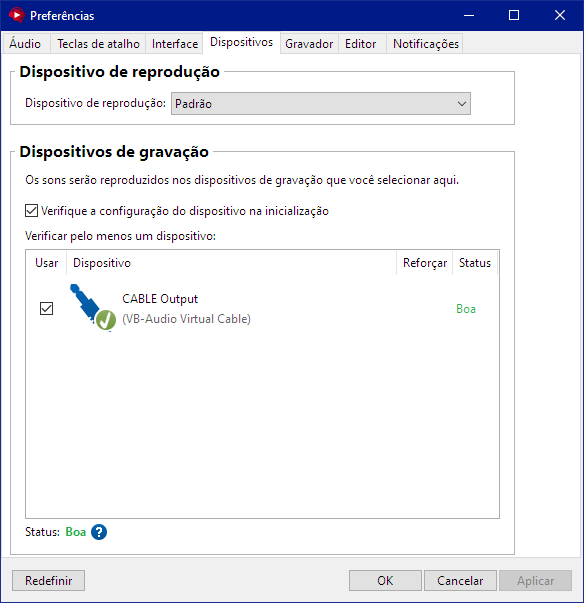 Preferências
Áudio
Teclas de atalho
Interface
Dispositivos
Gravador
Editor
Notificações
Dispositivo de reprodução
Dispositivo de reprodução: Padrão
Dispositivos de gravação
Os sons serão reproduzidos nos dispositivos de gravação que você selecionar aqui.
Verifique a configuração do dispositivo na inicialização
Verificar pelo menos um dispositivo:
Usar Dispositivo Reforçar Status
CABLE Output
(VB-Audio Virtual Cable)
Boa
Status: Boa ?
Redefinir OK Cancelar Aplicar